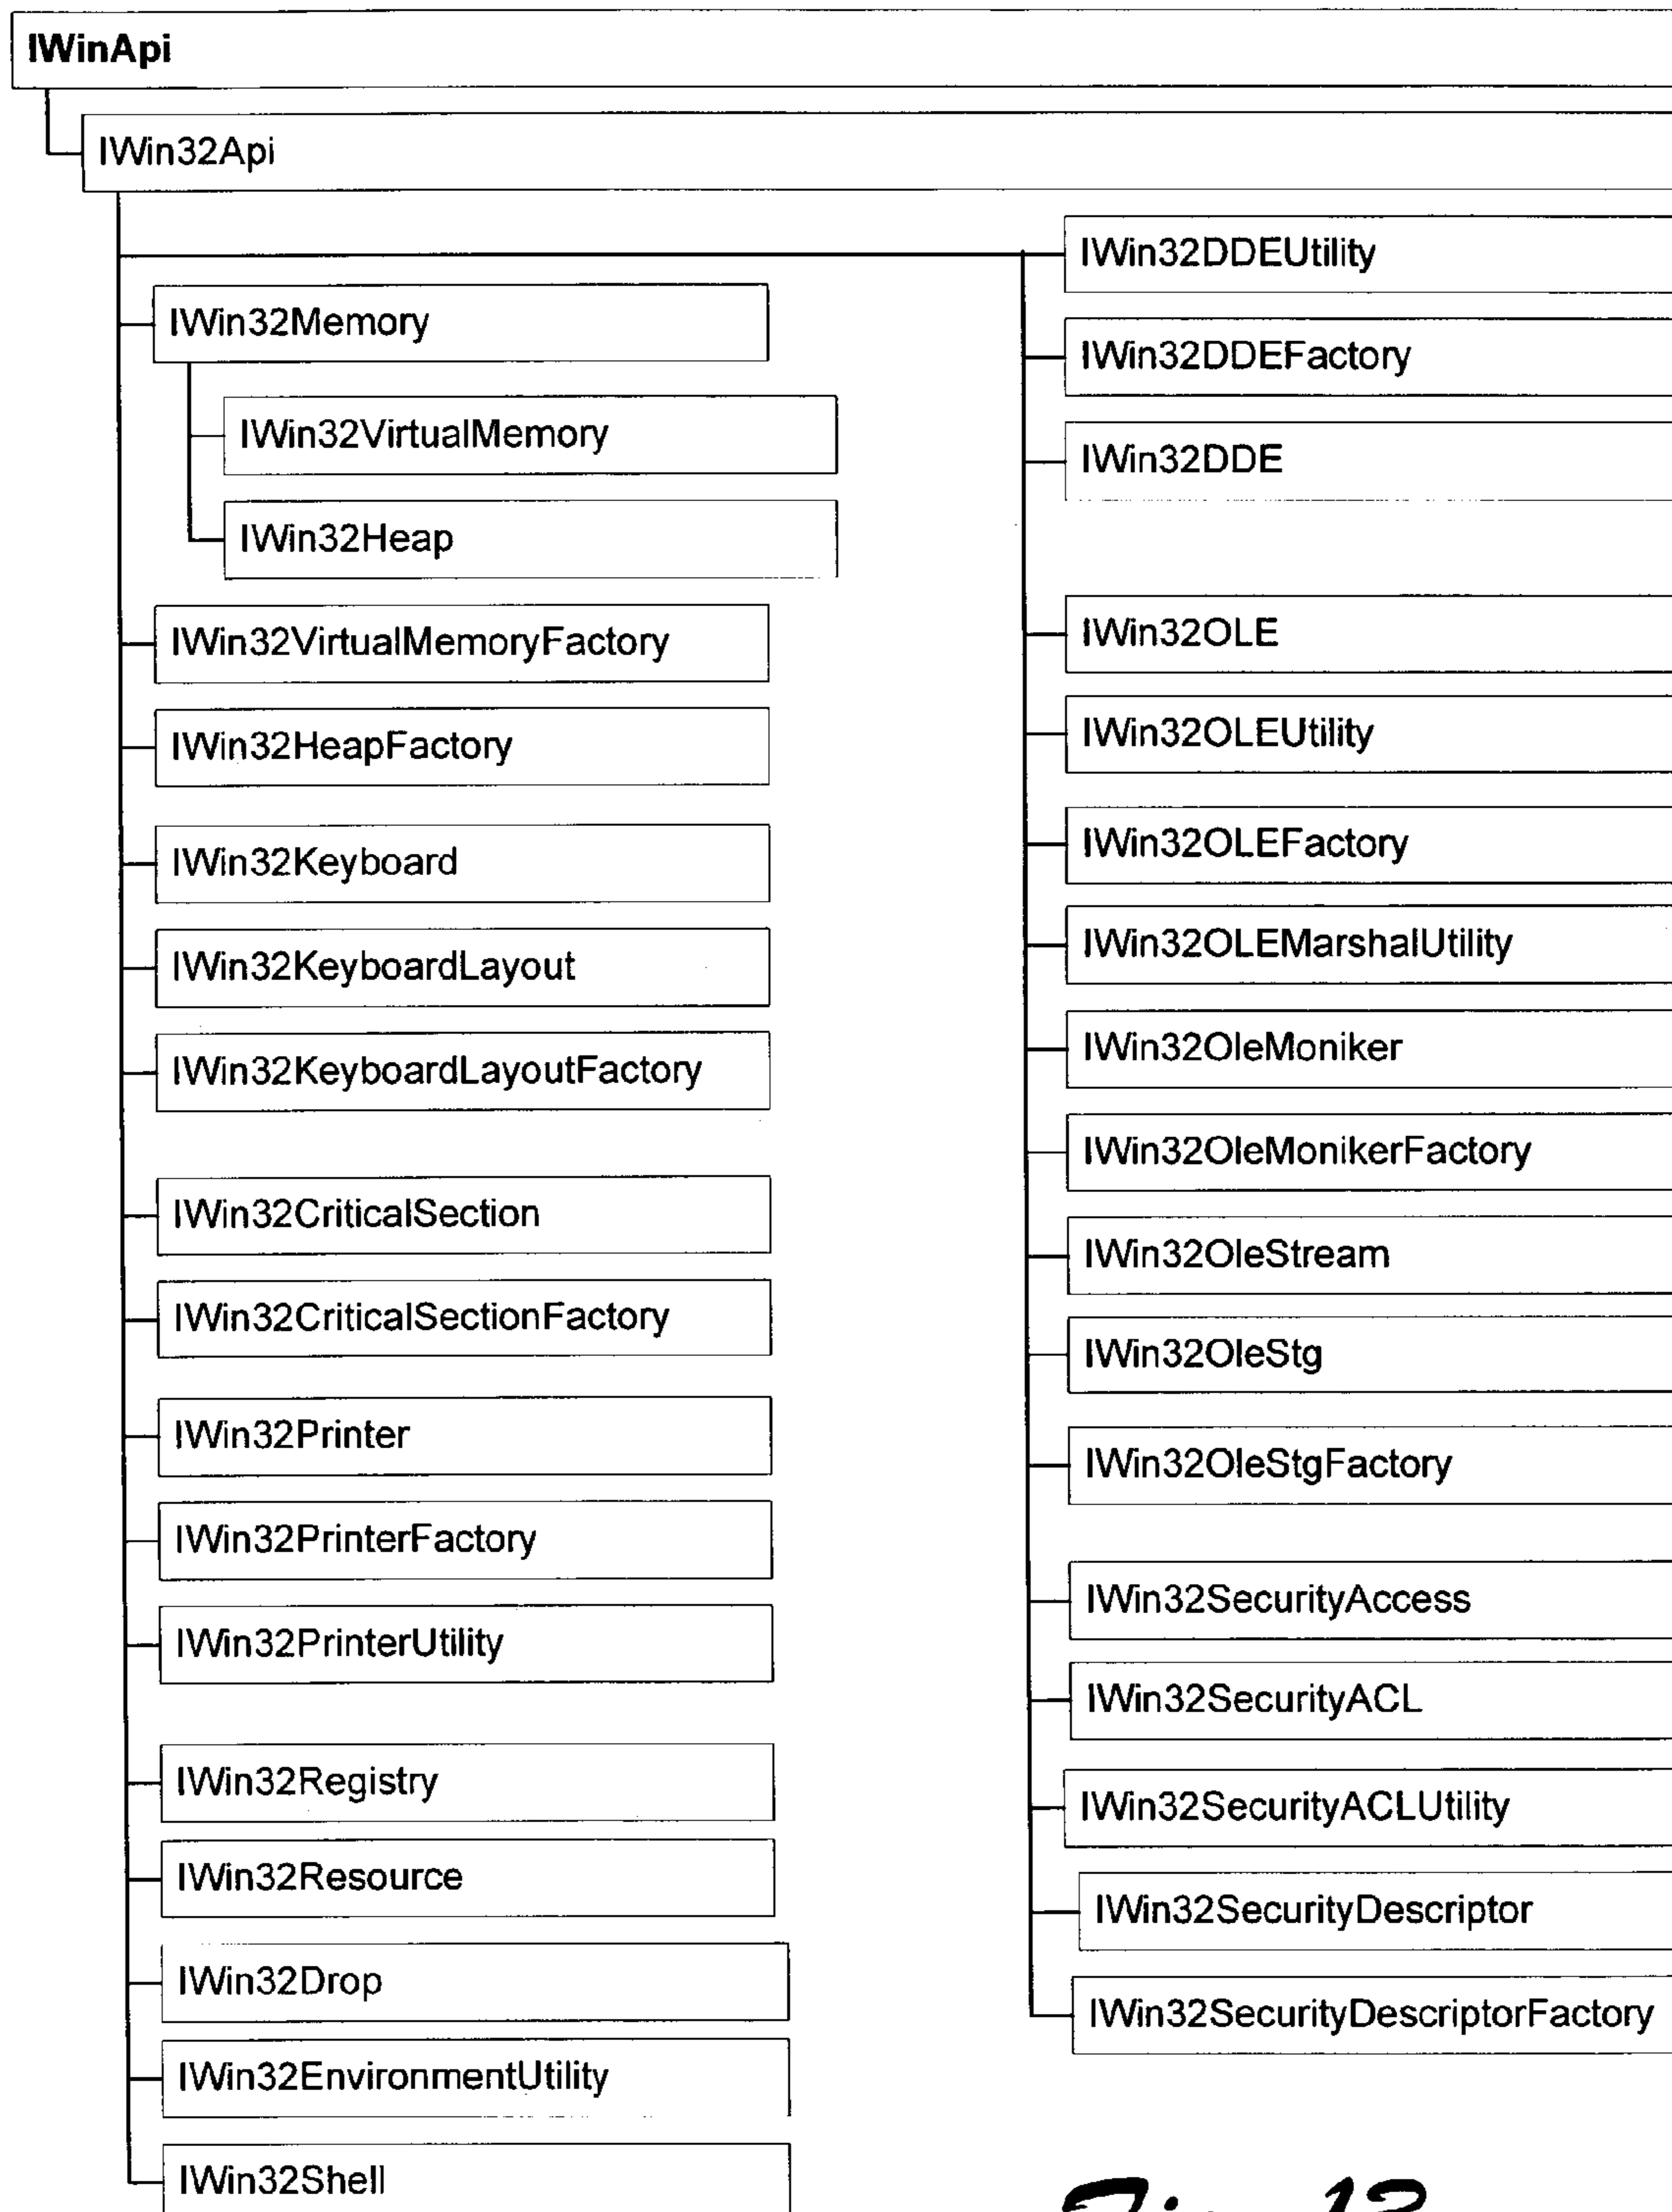 IWinApi
IWin32Api
IWin32Memory
IWin32VirtualMemory
IWin32Heap
IWin32VirtualMemoryFactory
IWin32HeapFactory
IWin32Keyboard
IWin32KeyboardLayout
IWin32KeyboardLayoutFactory
IWin32CriticalSection
IWin32CriticalSectionFactory
IWin32Printer
IWin32PrinterFactory
IWin32PrinterUtility
IWin32Registry
IWin32Resource
IWin32Drop
IWin32EnvironmentUtility
IWin32Shell
IWin32DDEUtility
IWin32DDEFactory
IWin32DDE
IWin32OLE
IWin32OLEUtility
IWin32OLEFactory
IWin32OLEMarshalUtility
IWin32OleMoniker
IWin32OleMonikerFactory
IWin32OleStream
IWin32OleStg
IWin32OleStgFactory
IWin32SecurityAccess
IWin32SecurityACL
IWin32SecurityACLUtility
IWin32SecurityDescriptor
IWin32SecurityDescriptorFactory